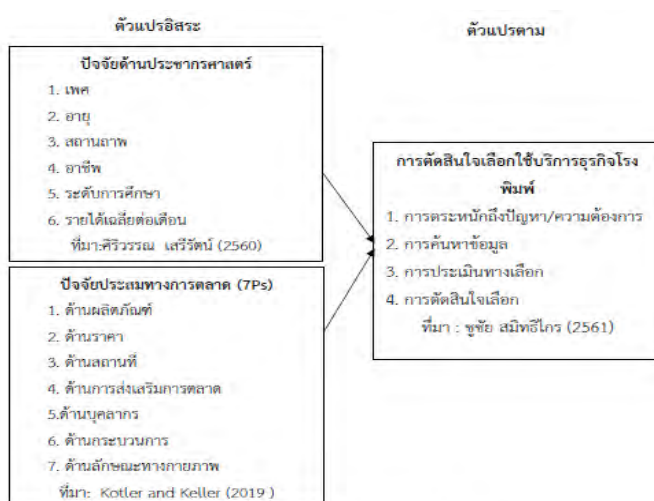 ตัวแปรอิสระ
ปัจจัยด้านประชากรศาสตร์
1. เพศ
2. อายุ
3. สถานภาพ
4. อาชีพ
5. ระดับการศึกษา
6. รายได้เฉลี่ยต่อเดือน
ที่มา:ศิริวรรณ เสรีรัตน์ (2560)
ปัจจัยประสมทางการตลาด (7Ps)
1. ด้านผลิตภัณฑ์
2. ด้านราคา
3. ด้านสถานที่
4. ด้านการส่งเสริมการตลาด
5.ด้านบุคลากร
6. ด้านกระบวนการ
7. ด้านลักษณะทางกายภาพ
ที่มา: Kotler and Keller (2019 )
ตัวแปรตาม
การตัดสินใจเลือกใช้บริการธุรกิจโรง
พิมพ์
1. การตระหนักถึงปัญหา/ความต้องการ
2. การค้นหาข้อมูล
3. การประเมินทางเลือก
4. การตัดสินใจเลือก
ที่มา : ชูชัย สมิทธิไกร (2561)